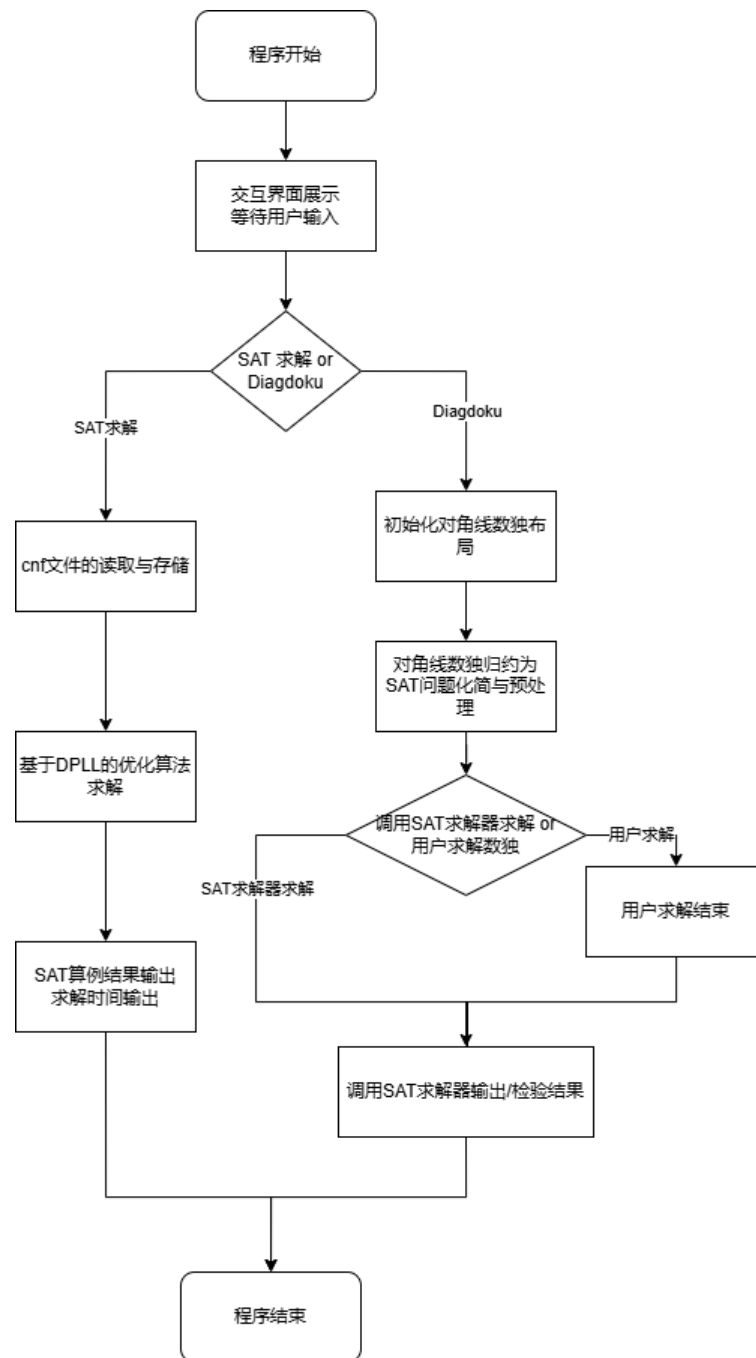 程序开始
交互界面展示
等待用户输入
SAT 求解 or
Diagdoku
SAT求解
Diagdoku
cnf文件的读取与存储
初始化对角线数独布
局
对角线数独归约为
SAT问题化简与预处
理
基于DPLL的优化算法
求解
调用SAT求解器求解 or
用户求解数独
用户求解
SAT求解器求解
用户求解结束
SAT算例结果输出
求解时间输出
调用SAT求解器输出/检验结果
程序结束